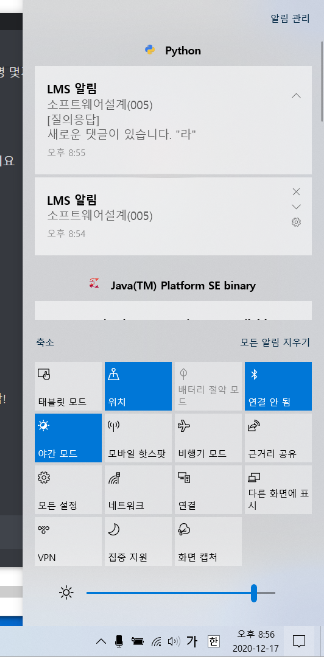 알림 관리
Python
LMS 알림
소프트웨어설계(005)
[질의응답]
새로운 댓글이 있습니다. "라"
오후 8:55
LMS 알림
소프트웨어설계(005)
오후 8:54
Java(TM) Platform SE binary
축소
모든 알림 지우기
태블릿 모드
위치
배터리 절약 모
드
연결 안 됨
야간 모드
모바일 핫스팟
비행기 모드
근거리 공유
모든 설정
네트워크
연결
다른 화면에 표
시
VPN
집중 지원
화면 캡처
가
한
오후 8:56
2020-12-17